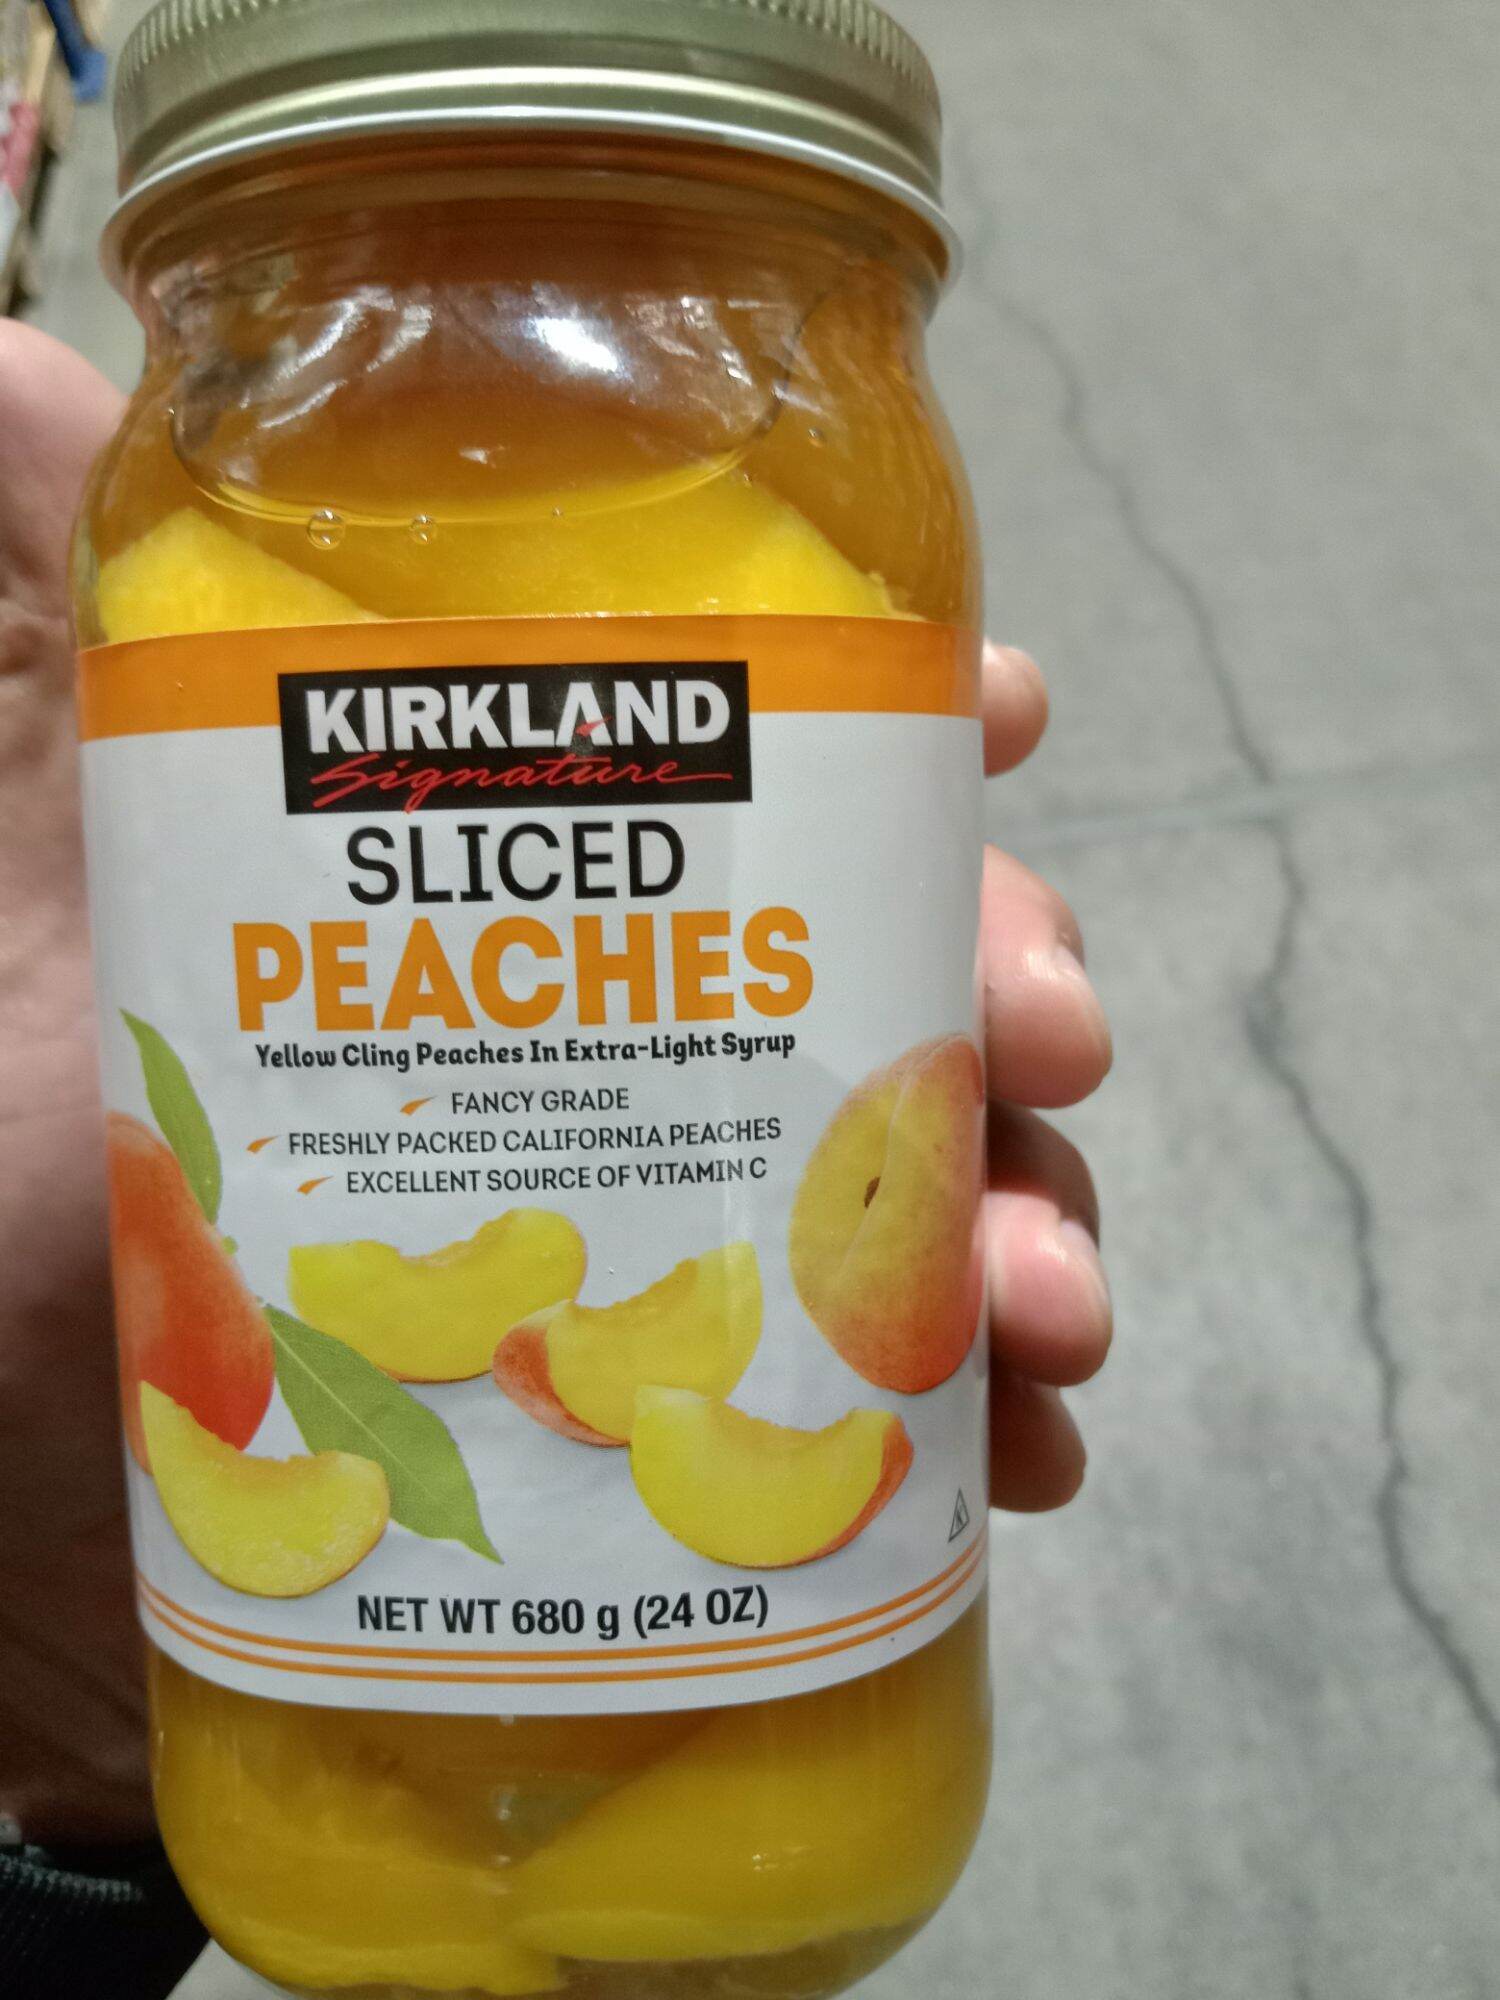 KIRKLAND
Signature
SLICED
PEACHES
Yellow Cling Peaches In Extra-Light Syrup
FANCY GRADE
FRESHLY PACKED CALIFORNIA PEACHES
EXCELLENT SOURCE OF VITAMIN C
K
NET WT 680 g (24 OZ)